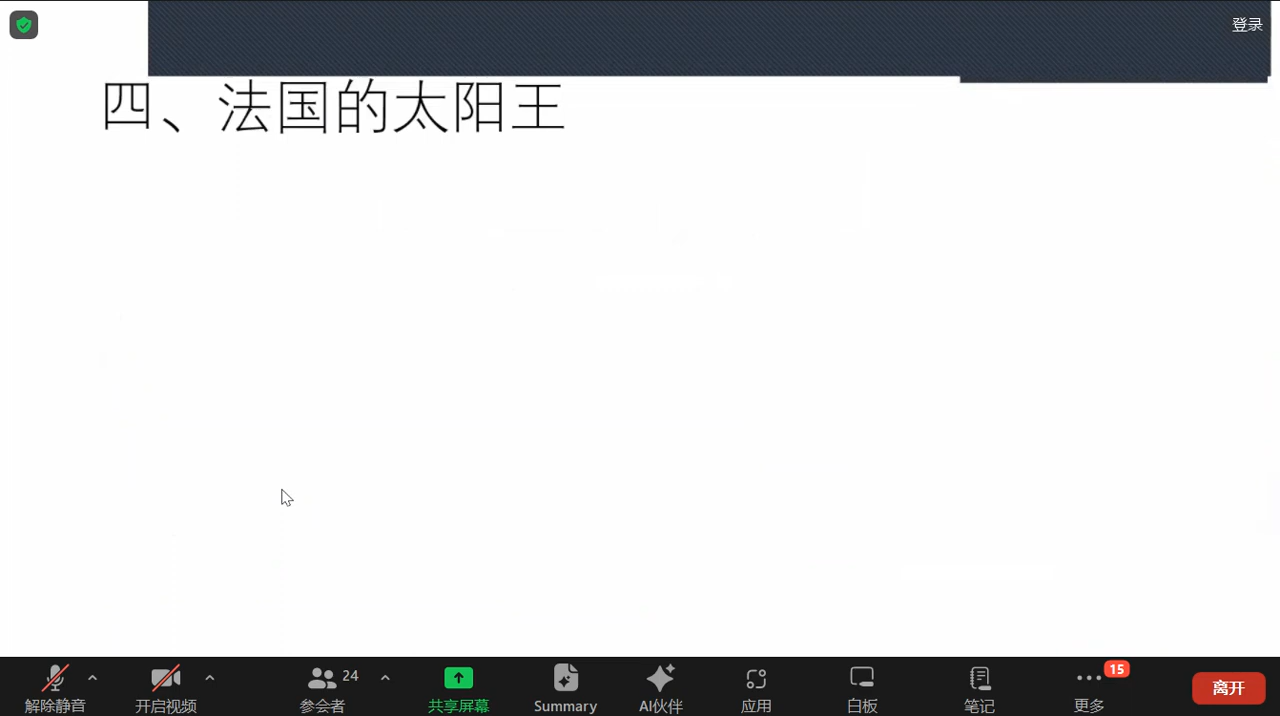 登录
四、法国的太阳王
24
15
解除静音
开启视频
参会者
共享屏幕
Summary
AI伙伴
应用
白板
笔记
更多
离开